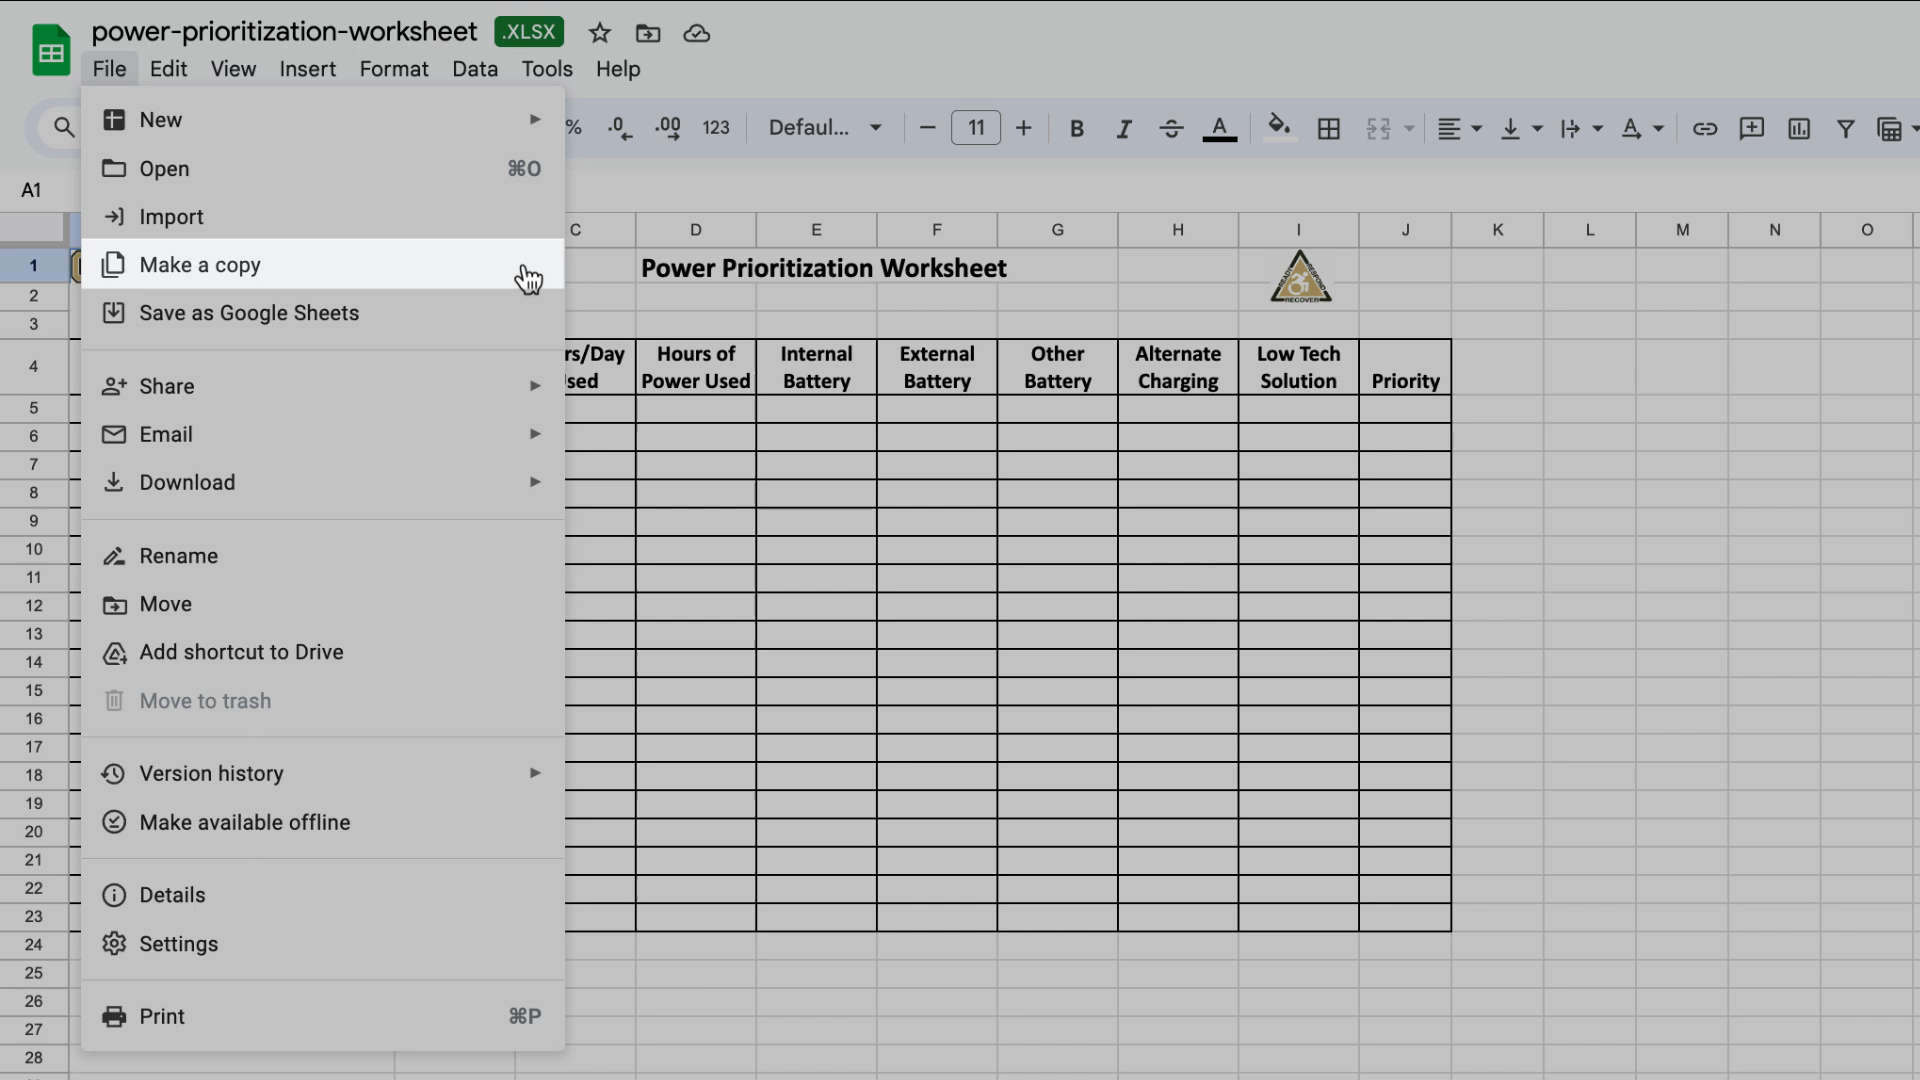 power-prioritization-worksheet .XLSX
File Edit View Insert Format Data Tools Help
% .0 .00 123 Defaul... 11 B I S A A
A1
New
Open ⌘O
Import
Make a copy
Save as Google Sheets
Share
Email
Download
Rename
Move
Add shortcut to Drive
Move to trash
Version history
Make available offline
Details
Settings
Print ⌘P
C D E F G H I J K L M N O
Power Prioritization Worksheet
READY RESPOND
RECOVER
rs/Day Hours of Internal External Other Alternate Low Tech
Power Used Battery Battery Battery Charging Solution Priority
1
2
3
4
5
6
7
8
9
10
11
12
13
14
15
16
17
18
19
20
21
22
23
24
25
26
27
28